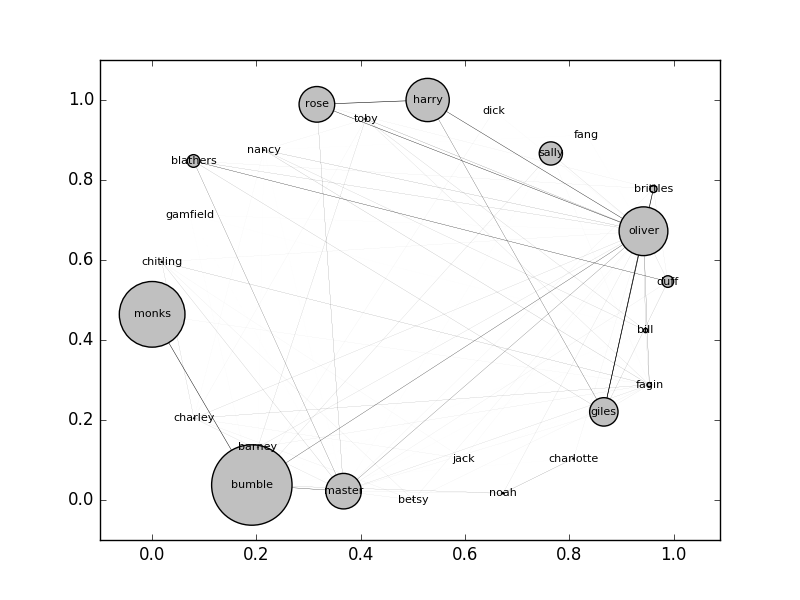 1.0
0.8
0.6
0.4
0.2
0.0
rose
harry
dick
toby
fang
nancy
sally
blathers
brittles
gamfield
oliver
chitling
duff
monks
bill
fagin
charley
giles
barney
jack
charlotte
bumble
master
noah
betsy
0.0 0.2 0.4 0.6 0.8 1.0